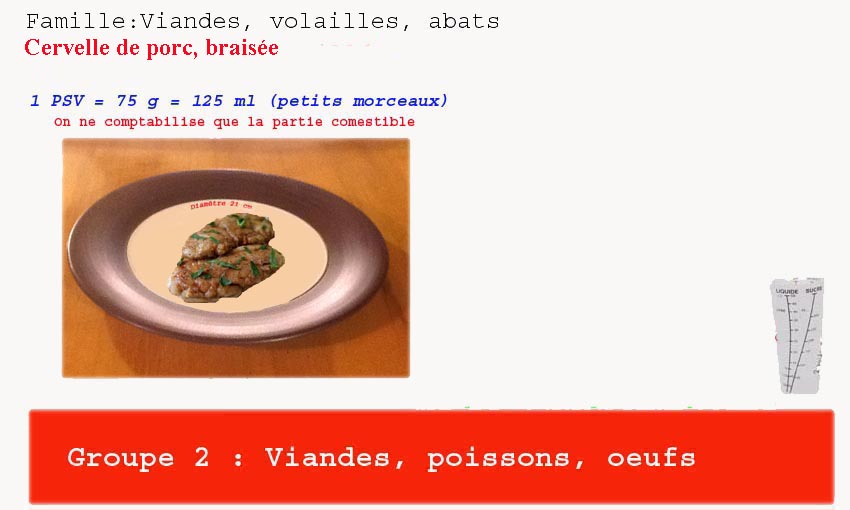 Famille:Viandes, volailles, abats
Cervelle de porc, braisée
1 PSV = 75 g = 125 ml (petits morceaux)
On ne comptabilise que la partie comestible
Diamètre 21 cm
LIQUIDE SUCRE
Groupe 2 : Viandes, poissons, oeufs